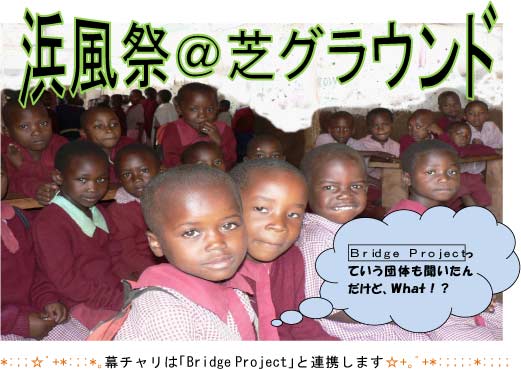 浜風祭@芝グラウンド
Bridge Projectっ
ていう団体も聞いたん
だけど、What!?
*:;;☆゜+*:;:*。幕チャリは「Bridge Project」と連携します☆+。゜+*:;;:*:;;;